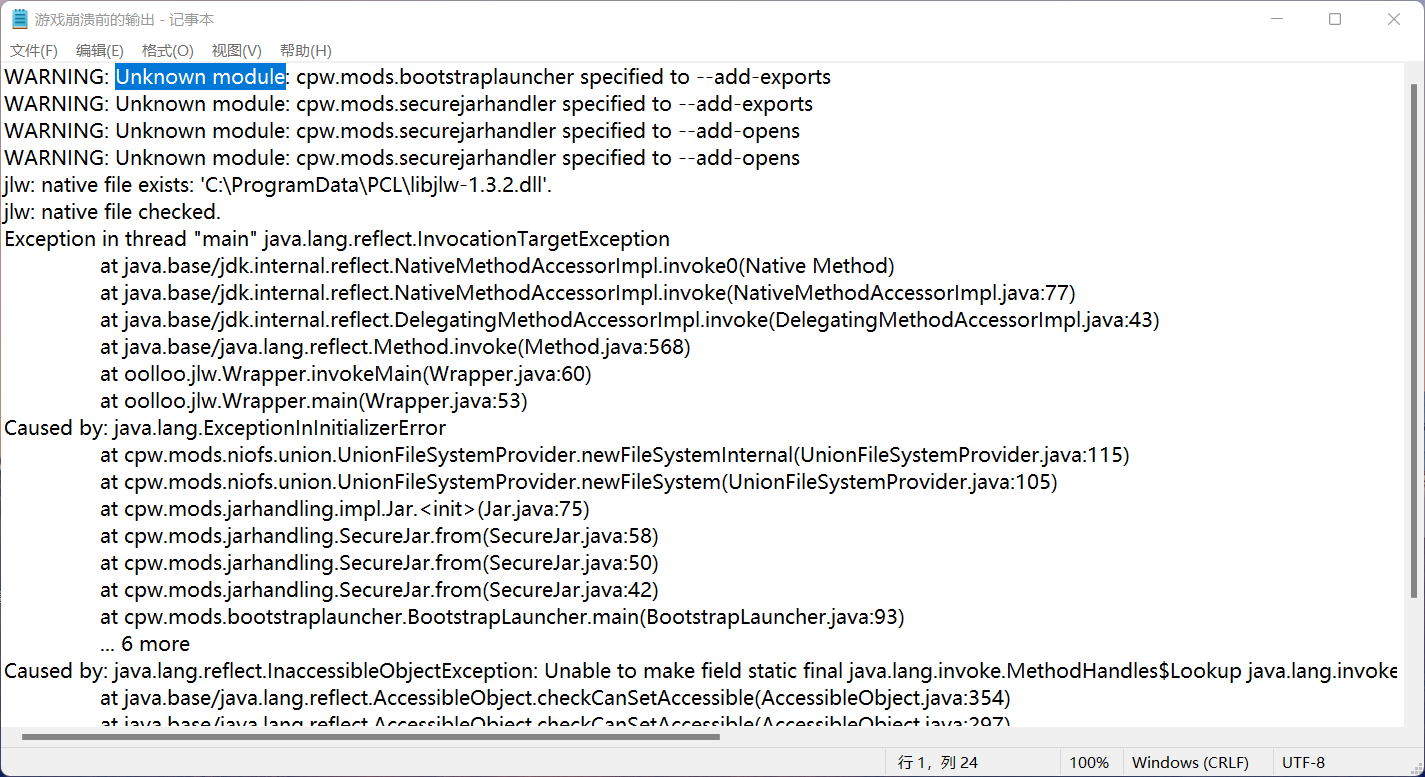 游戏崩溃前的输出 - 记事本
文件(F) 编辑(E) 格式(O) 视图(V) 帮助(H)
WARNING: Unknown module: cpw.mods.bootstraplauncher specified to --add-exports
WARNING: Unknown module: cpw.mods.securejarhandler specified to --add-exports
WARNING: Unknown module: cpw.mods.securejarhandler specified to --add-opens
WARNING: Unknown module: cpw.mods.securejarhandler specified to --add-opens
jlw: native file exists: 'C:\ProgramData\PCL\libjlw-1.3.2.dll'.
jlw: native file checked.
Exception in thread "main" java.lang.reflect.InvocationTargetException
at java.base/jdk.internal.reflect.NativeMethodAccessorImpl.invoke0(Native Method)
at java.base/jdk.internal.reflect.NativeMethodAccessorImpl.invoke(NativeMethodAccessorImpl.java:77)
at java.base/jdk.internal.reflect.DelegatingMethodAccessorImpl.invoke(DelegatingMethodAccessorImpl.java:43)
at java.base/java.lang.reflect.Method.invoke(Method.java:568)
at oolloo.jlw.Wrapper.invokeMain(Wrapper.java:60)
at oolloo.jlw.Wrapper.main(Wrapper.java:53)
Caused by: java.lang.ExceptionInInitializerError
at cpw.mods.niofs.union.UnionFileSystemProvider.newFileSystemInternal(UnionFileSystemProvider.java:115)
at cpw.mods.niofs.union.UnionFileSystemProvider.newFileSystem(UnionFileSystemProvider.java:105)
at cpw.mods.jarhandling.impl.Jar.<init>(Jar.java:75)
at cpw.mods.jarhandling.SecureJar.from(SecureJar.java:58)
at cpw.mods.jarhandling.SecureJar.from(SecureJar.java:50)
at cpw.mods.jarhandling.SecureJar.from(SecureJar.java:42)
at cpw.mods.bootstraplauncher.BootstrapLauncher.main(BootstrapLauncher.java:93)
... 6 more
Caused by: java.lang.reflect.InaccessibleObjectException: Unable to make field static final java.lang.invoke.MethodHandles$Lookup java.lang.invoke
at java.base/java.lang.reflect.AccessibleObject.checkCanSetAccessible(AccessibleObject.java:354)
at java.base/java.lang.reflect.AccessibleObject.checkCanSetAccessible(AccessibleObject.java:297)
行 1，列 24 100% Windows (CRLF) UTF-8